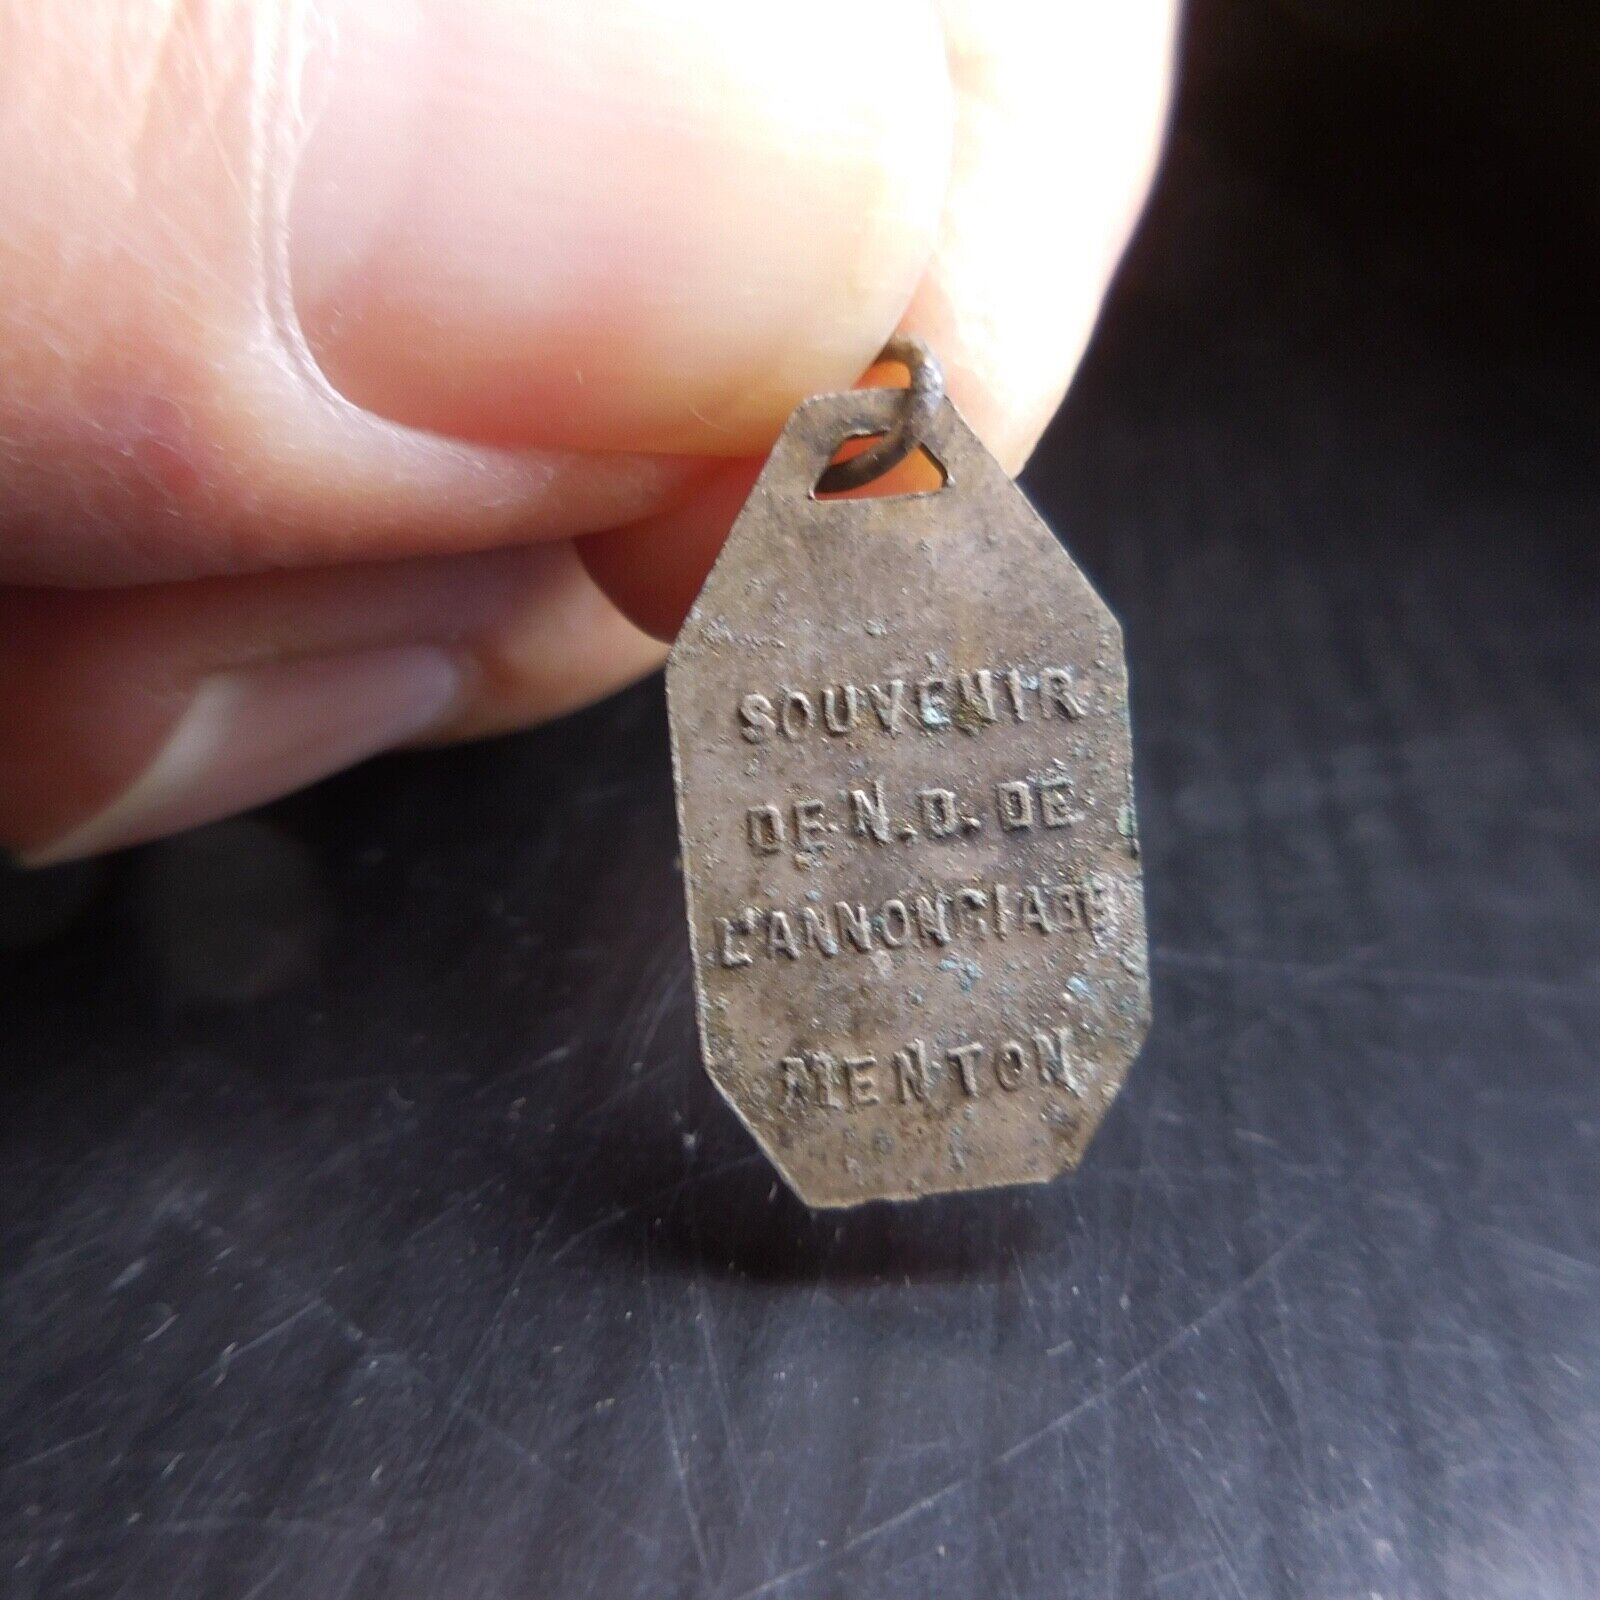 SOUVENIR
DE N.D. DE
L'ANNONCIADE
MENTON